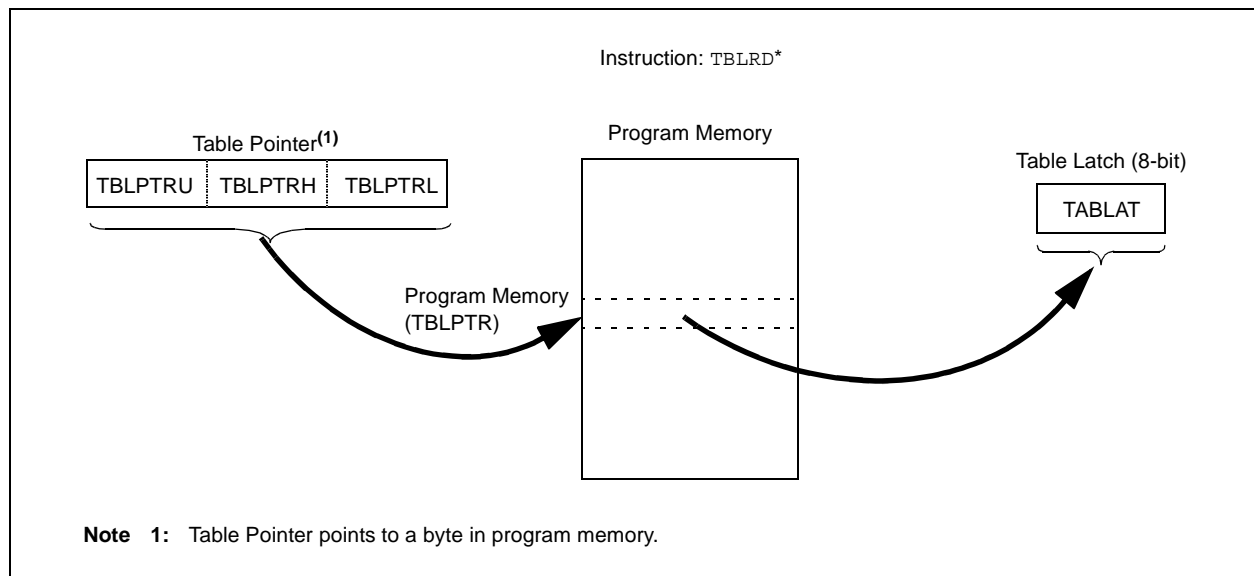 Instruction: TBLRD*
Table Pointer(1)
TBLPTRU TBLPTRH TBLPTRL
Program Memory
Table Latch (8-bit)
TABLAT
Program Memory
(TBLPTR)
Note 1: Table Pointer points to a byte in program memory.